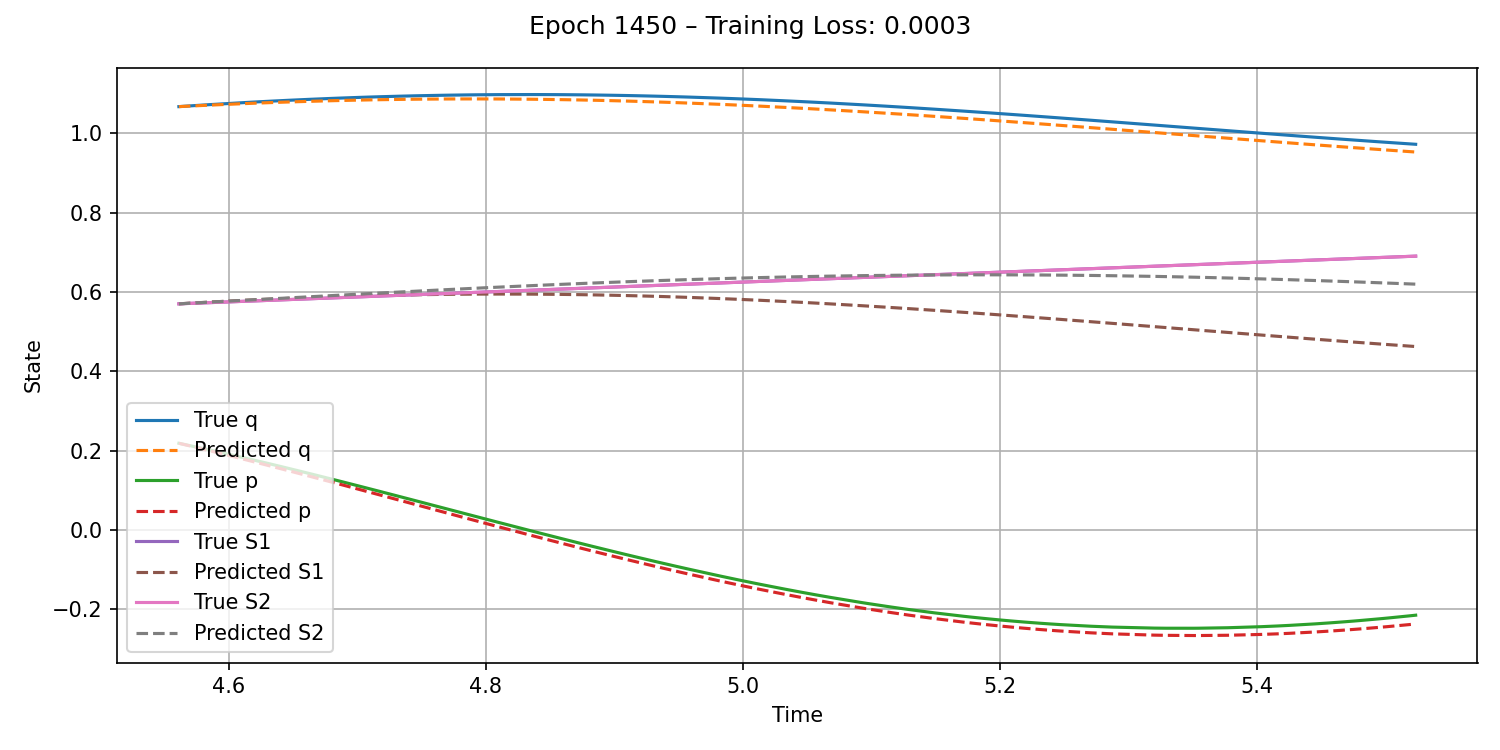 Epoch 1450 – Training Loss: 0.0003
1.0
0.8
0.6
0.4
0.2
0.0
−0.2
State
True q
Predicted q
True p
Predicted p
True S1
Predicted S1
True S2
Predicted S2
4.6 4.8 5.0 5.2 5.4
Time